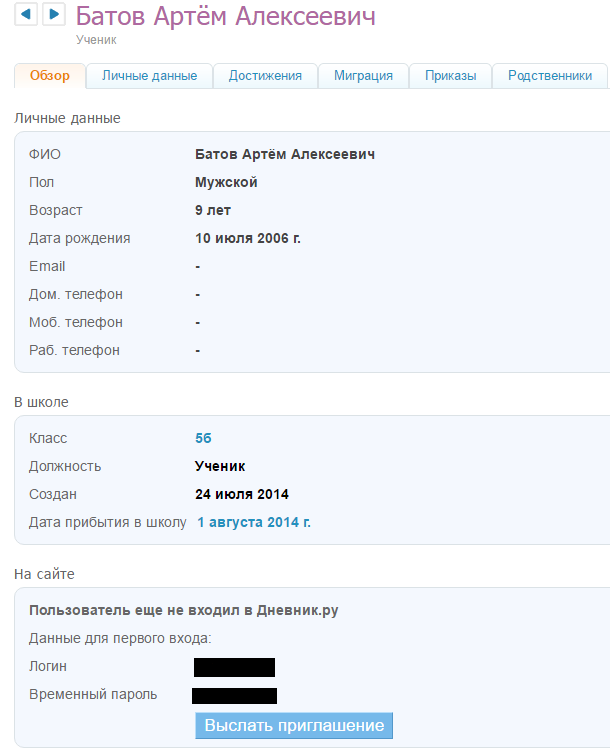 Батов Артём Алексеевич
Ученик
Обзор Личные данные Достижения Миграция Приказы Родственники
Личные данные
ФИО Батов Артём Алексеевич
Пол Мужской
Возраст 9 лет
Дата рождения 10 июля 2006 г.
Email -
Дом. телефон -
Моб. телефон -
Раб. телефон -
В школе
Класс 5б
Должность Ученик
Создан 24 июля 2014
Дата прибытия в школу 1 августа 2014 г.
На сайте
Пользователь еще не входил в Дневник.ру
Данные для первого входа:
Логин
Временный пароль
Выслать приглашение